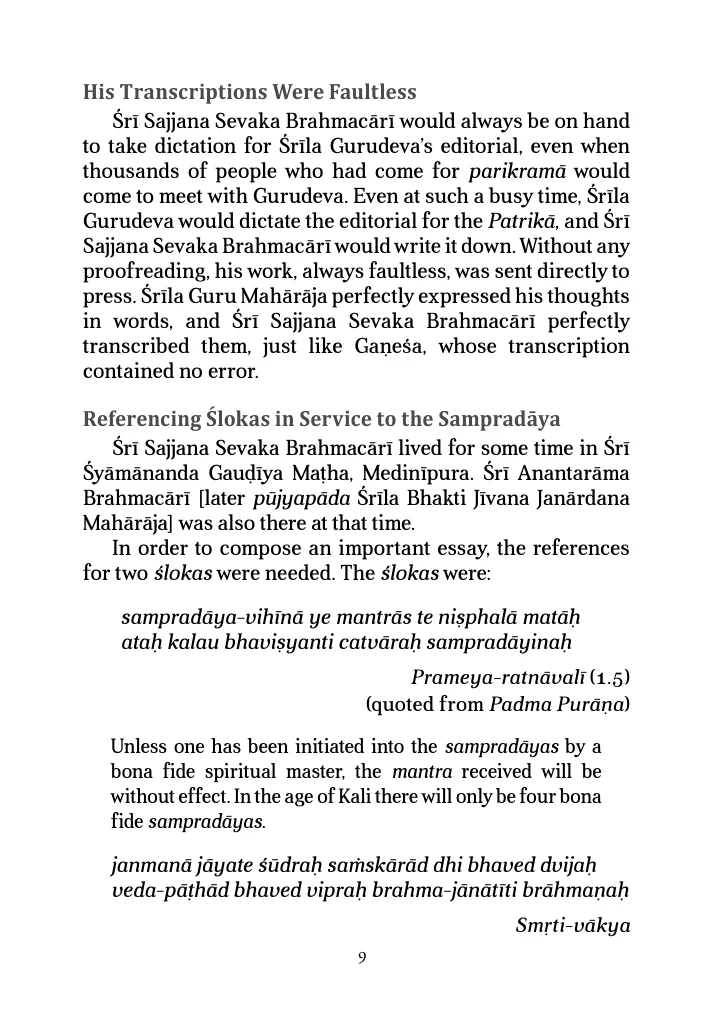 His Transcriptions Were Faultless
Śrī Sajjana Sevaka Brahmacārī would always be on hand
to take dictation for Śrīla Gurudeva’s editorial, even when
thousands of people who had come for parikramā would
come to meet with Gurudeva. Even at such a busy time, Śrīla
Gurudeva would dictate the editorial for the Patrikā, and Śrī
Sajjana Sevaka Brahmacārī would write it down. Without any
proofreading, his work, always faultless, was sent directly to
press. Śrīla Guru Mahārāja perfectly expressed his thoughts
in words, and Śrī Sajjana Sevaka Brahmacārī perfectly
transcribed them, just like Gaṇeśa, whose transcription
contained no error.
Referencing Ślokas in Service to the Sampradāya
Śrī Sajjana Sevaka Brahmacārī lived for some time in Śrī
Śyāmānanda Gauḍīya Maṭha, Medinīpura. Śrī Anantarāma
Brahmacārī [later pūjyapāda Śrīla Bhakti Jīvana Janārdana
Mahārāja] was also there at that time.
In order to compose an important essay, the references
for two ślokas were needed. The ślokas were:
sampradāya-vihīnā ye mantrās te niṣphalā matāḥ
ataḥ kalau bhaviṣyanti catvāraḥ sampradāyinaḥ
Prameya-ratnāvalī (1.5)
(quoted from Padma Purāṇa)
Unless one has been initiated into the sampradāyas by a
bona fide spiritual master, the mantra received will be
without effect. In the age of Kali there will only be four bona
fide sampradāyas.
janmanā jāyate śūdraḥ saṁskārād dhi bhaved dvijaḥ
veda-pāṭhād bhaved vipraḥ brahma-jānātīti brāhmaṇaḥ
Smṛti-vākya
9